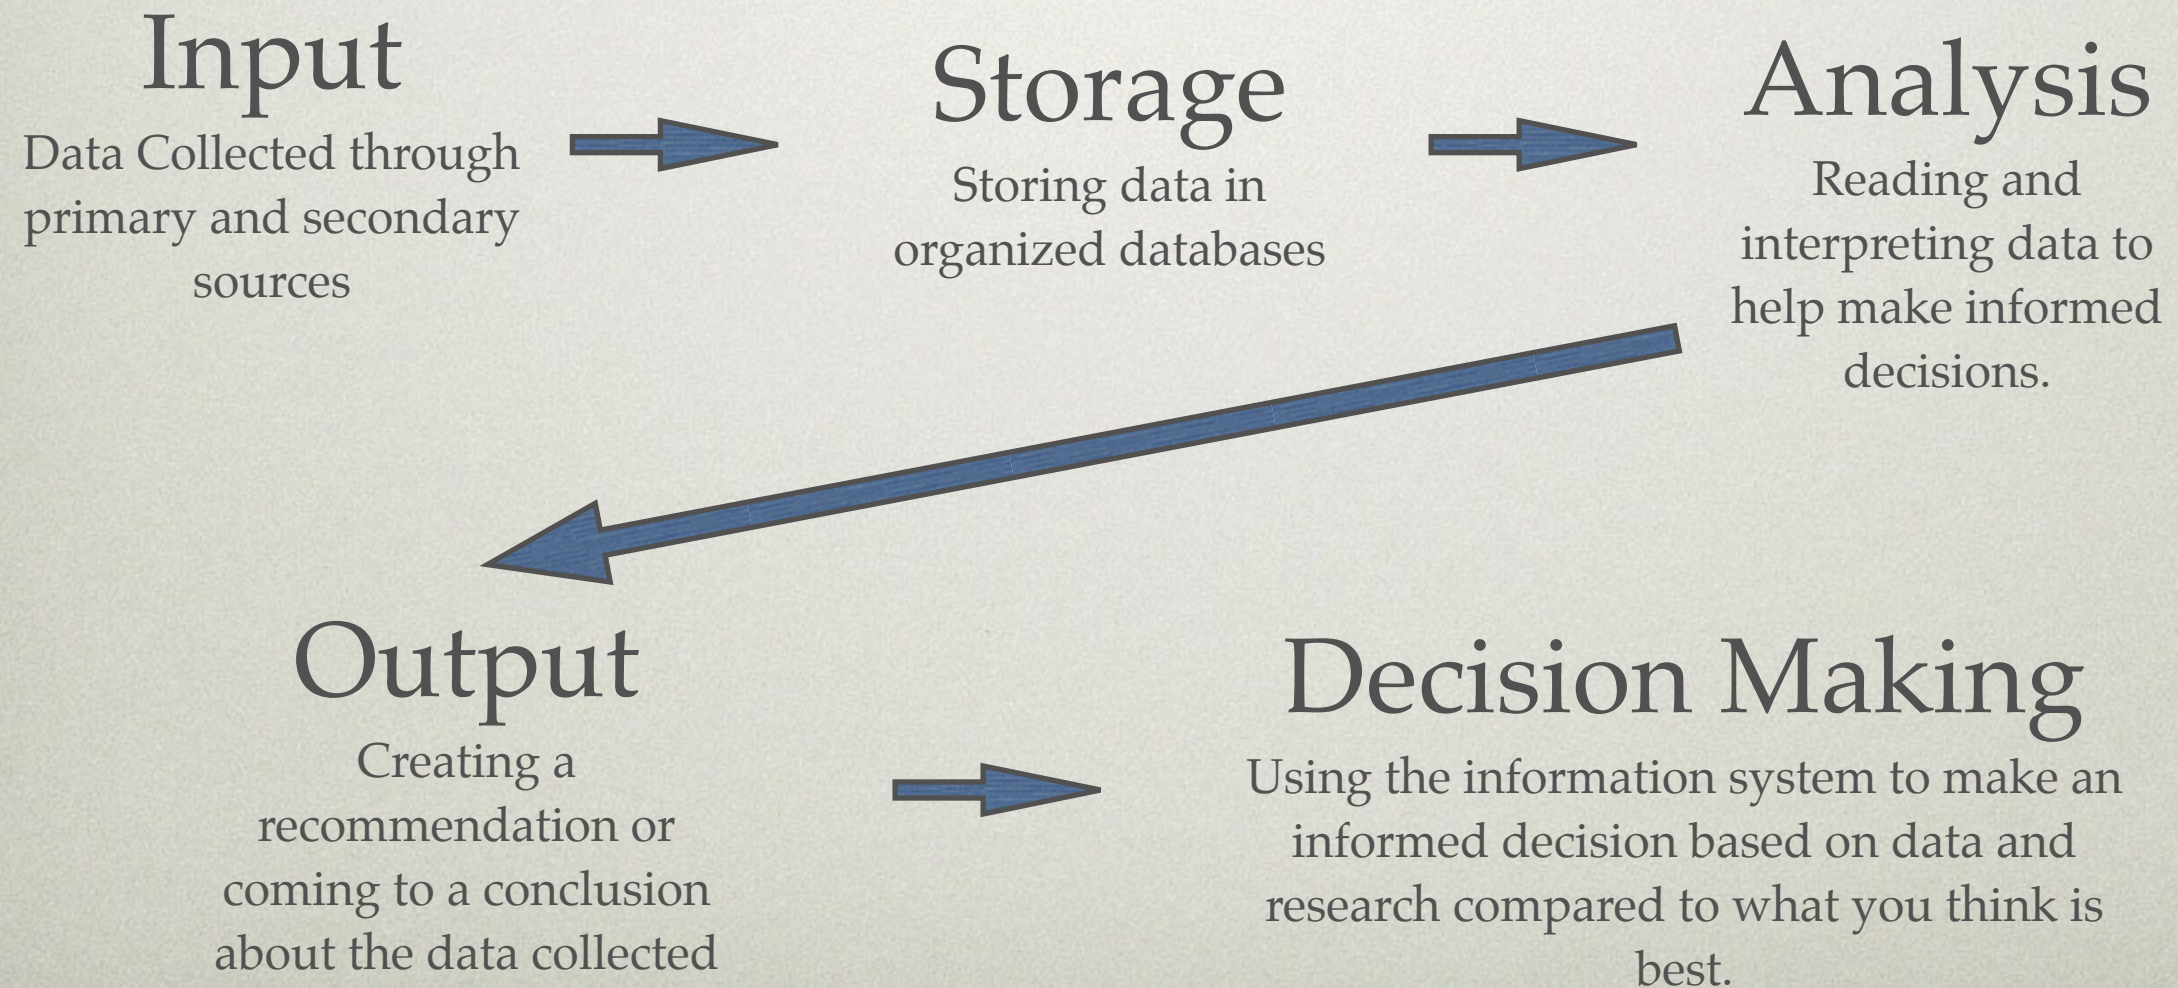 Input
Data Collected through
primary and secondary
sources
Storage
Storing data in
organized databases
Analysis
Reading and
interpreting data to
help make informed
decisions.
Output
Creating a
recommendation or
coming to a conclusion
about the data collected
Decision Making
Using the information system to make an
informed decision based on data and
research compared to what you think is
best.